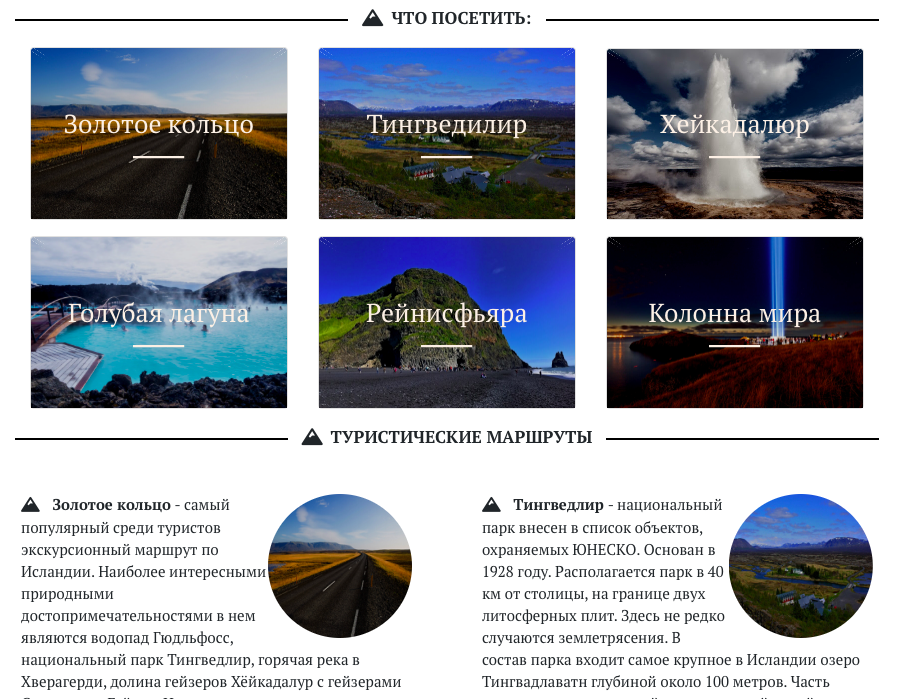 ЧТО ПОСЕТИТЬ:
Золотое кольцо
Тингведилир
Хейкадалюр
Голубая лагуна
Рейнисфьяра
Колонна мира
ТУРИСТИЧЕСКИЕ МАРШРУТЫ
Золотое кольцо - самый
популярный среди туристов
экскурсионный маршрут по
Исландии. Наиболее интересными
природными
достопримечательностями в нем
являются водопад Гюдльфосс,
национальный парк Тингведлир, горячая река в
Хверагерди, долина гейзеров Хёйкадалур с гейзерами
Тингведлир - национальный
парк внесен в список объектов,
охраняемых ЮНЕСКО. Основан в
1928 году. Располагается парк в 40
км от столицы, на границе двух
литосферных плит. Здесь не редко
случаются землетрясения. В
состав парка входит самое крупное в Исландии озеро
Тингвадлаватн глубиной около 100 метров. Часть